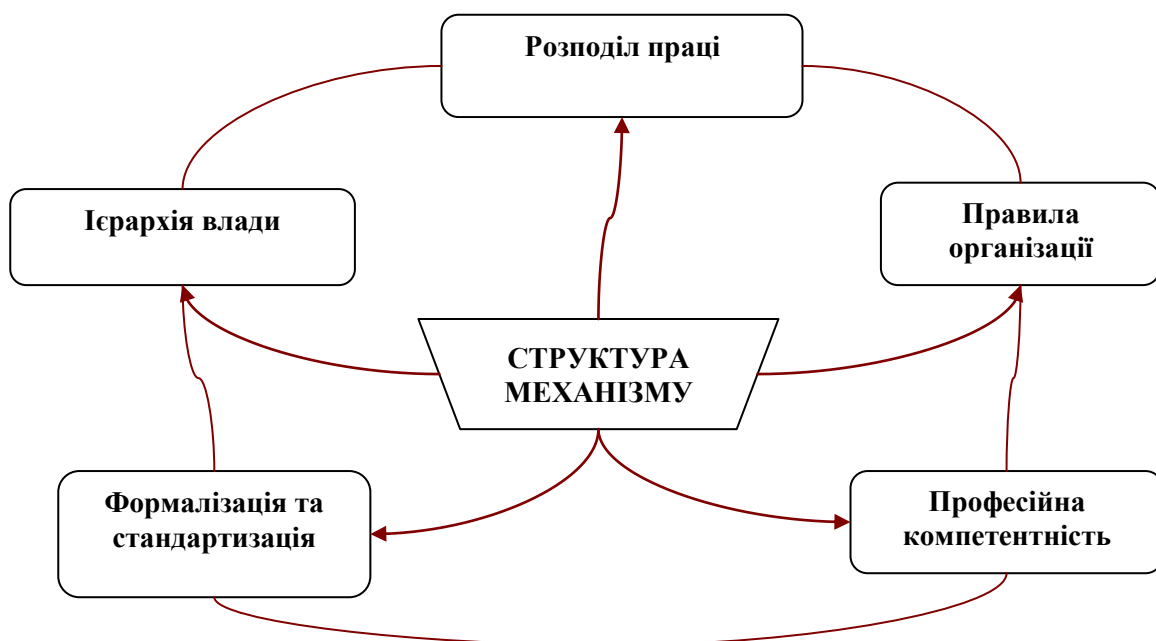 Розподіл праці
Ієрархія влади
Правила
організації
СТРУКТУРА
МЕХАНІЗМУ
Формалізація та
стандартизація
Професійна
компетентність